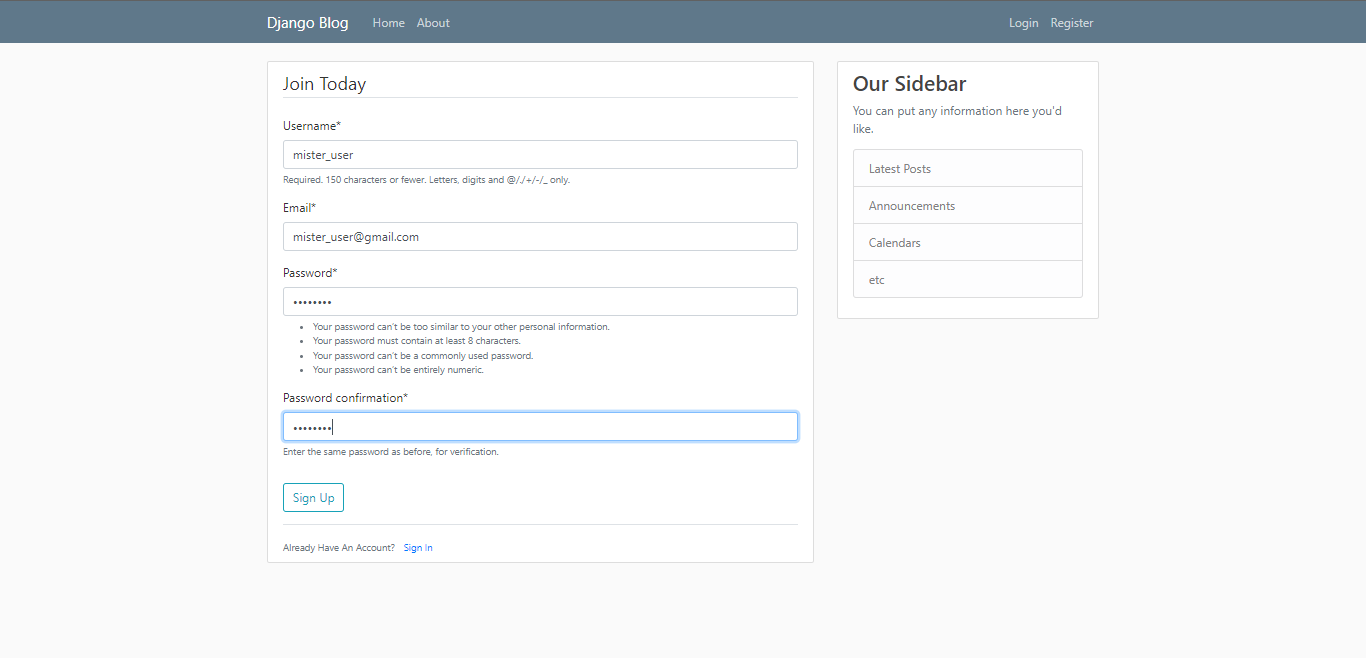 Django Blog Home About Login Register
Join Today
Username*
mister_user
Required. 150 characters or fewer. Letters, digits and @/./+/-/_ only.
Email*
mister_user@gmail.com
Password*
••••••••
• Your password can't be too similar to your other personal information.
• Your password must contain at least 8 characters.
• Your password can't be a commonly used password.
• Your password can't be entirely numeric.
Password confirmation*
••••••••
Enter the same password as before, for verification.
Sign Up
Already Have An Account? Sign In
Our Sidebar
You can put any information here you'd
like.
Latest Posts
Announcements
Calendars
etc